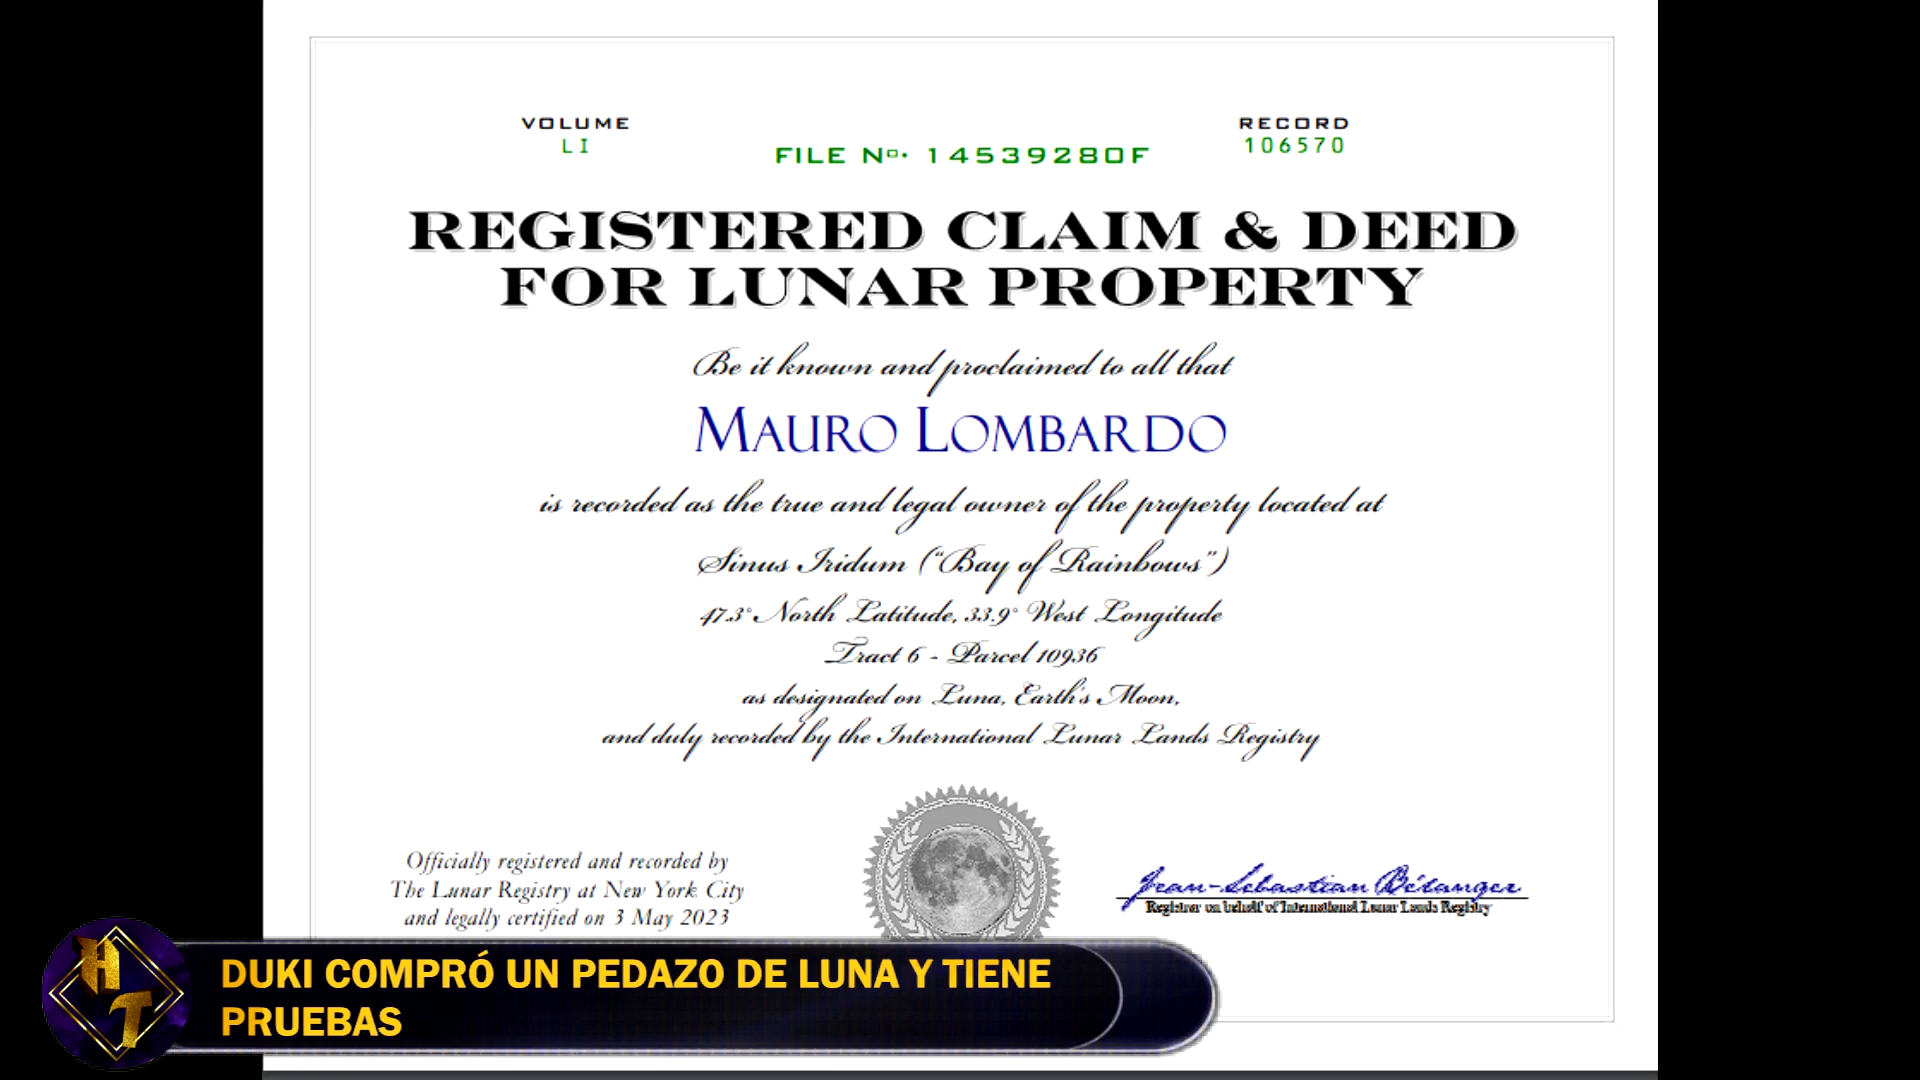 VOLUME
LI
RECORD
106570
FILE Nº. 14539280F
REGISTERED CLAIM & DEED
FOR LUNAR PROPERTY
Be it known and proclaimed to all that
MAURO LOMBARDO
is recorded as the true and legal owner of the property located at
Sinus Iridum (“Bay of Rainbows”)
47.3° North Latitude, 33.9° West Longitude
Tract 6 - Parcel 10936
as designated on Luna, Earth's Moon,
and duly recorded by the International Lunar Lands Registry
Officially registered and recorded by
The Lunar Registry at New York City
and legally certified on 3 May 2023
Jean-Sebastian Bélanger
Registrar on behalf of International Lunar Lands Registry
HT
DUKI COMPRÓ UN PEDAZO DE LUNA Y TIENE
PRUEBAS